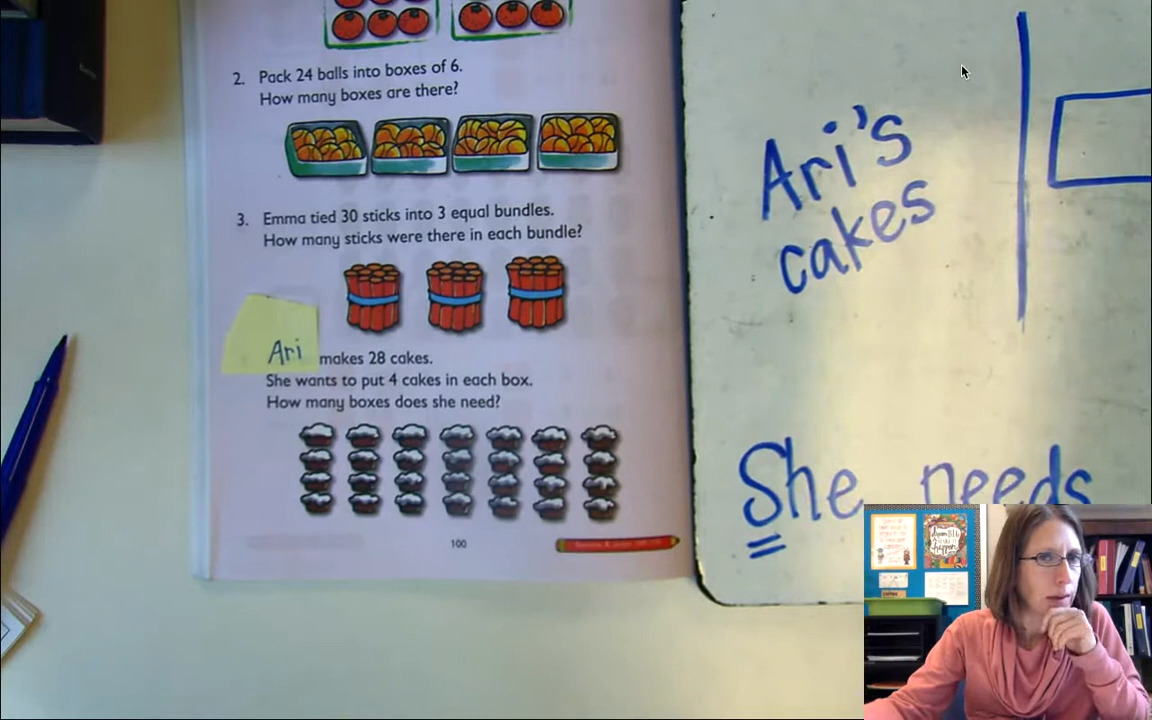 2. Pack 24 balls into boxes of 6.
How many boxes are there?
3. Emma tied 30 sticks into 3 equal bundles.
How many sticks were there in each bundle?
Ari makes 28 cakes.
She wants to put 4 cakes in each box.
How many boxes does she need?
100
Ari's
cakes
She needs